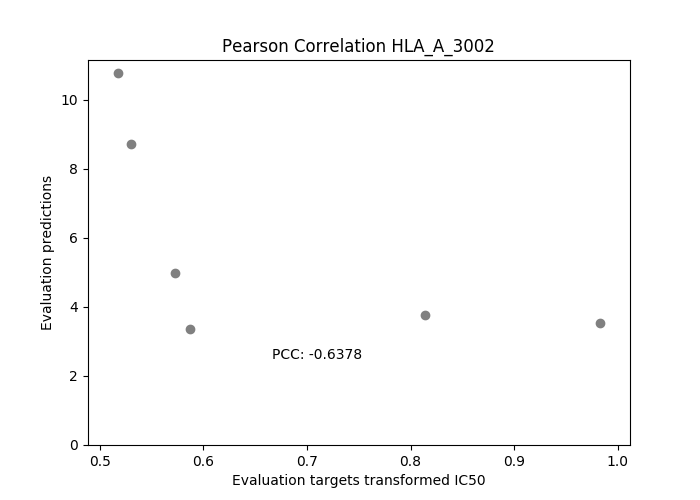 Pearson Correlation HLA_A_3002
Evaluation predictions
10
8
6
4
2
0
PCC: -0.6378
0.5 0.6 0.7 0.8 0.9 1.0
Evaluation targets transformed IC50